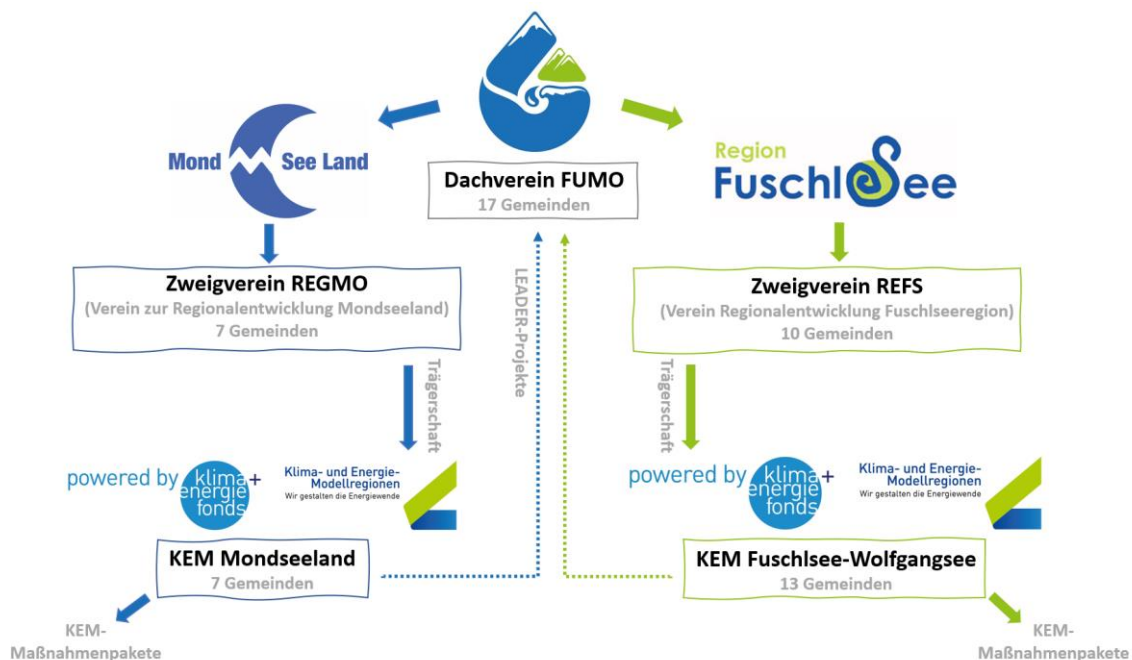 Mond See Land
Region
FuschlSee
Dachverein FUMO
17 Gemeinden
Zweigverein REGMO
(Verein zur Regionalentwicklung Mondseeland)
7 Gemeinden
Zweigverein REFS
(Verein Regionalentwicklung Fuschlseeregion)
10 Gemeinden
LEADER-Projekte
Trägerschaft
Trägerschaft
powered by
klima+
energie
fonds
Klima- und Energie-
Modellregionen
Wir gestalten die Energiewende
powered by
klima+
energie
fonds
Klima- und Energie-
Modellregionen
Wir gestalten die Energiewende
KEM Mondseeland
7 Gemeinden
KEM Fuschlsee-Wolfgangsee
13 Gemeinden
KEM-
Maßnahmenpakete
KEM-
Maßnahmenpakete